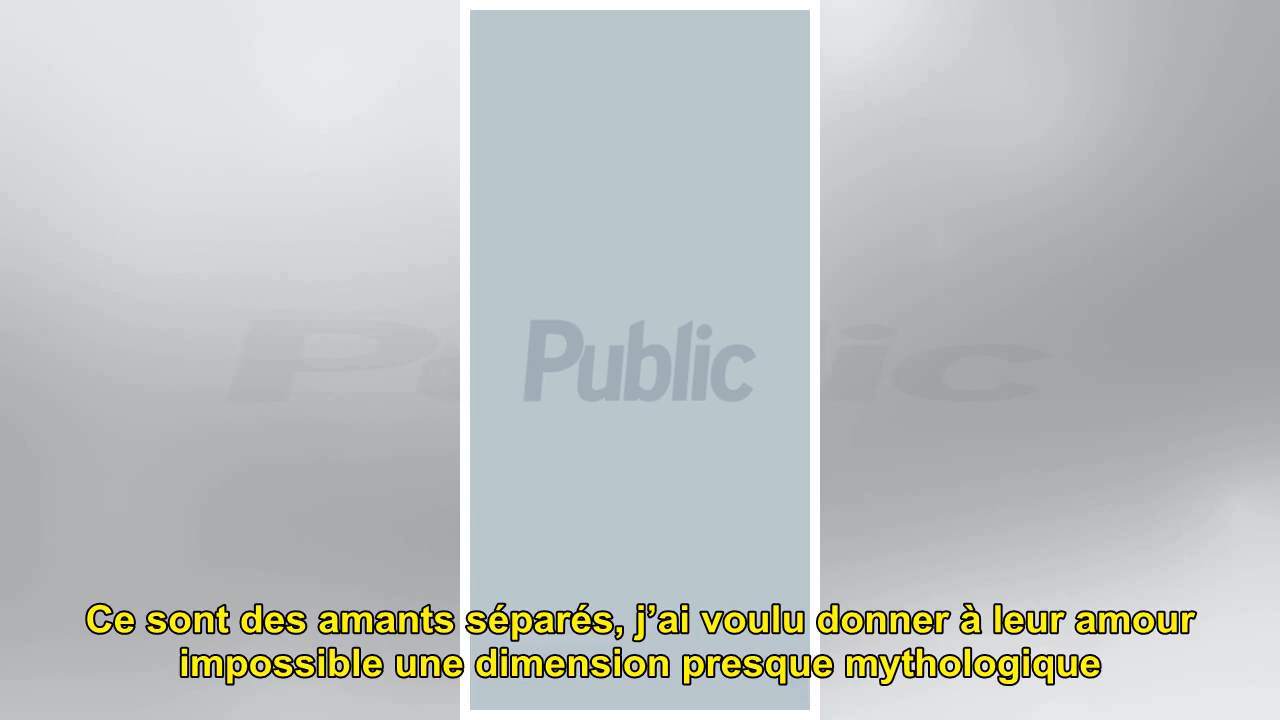 Public
Ce sont des amants séparés, j’ai voulu donner à leur amour
impossible une dimension presque mythologique